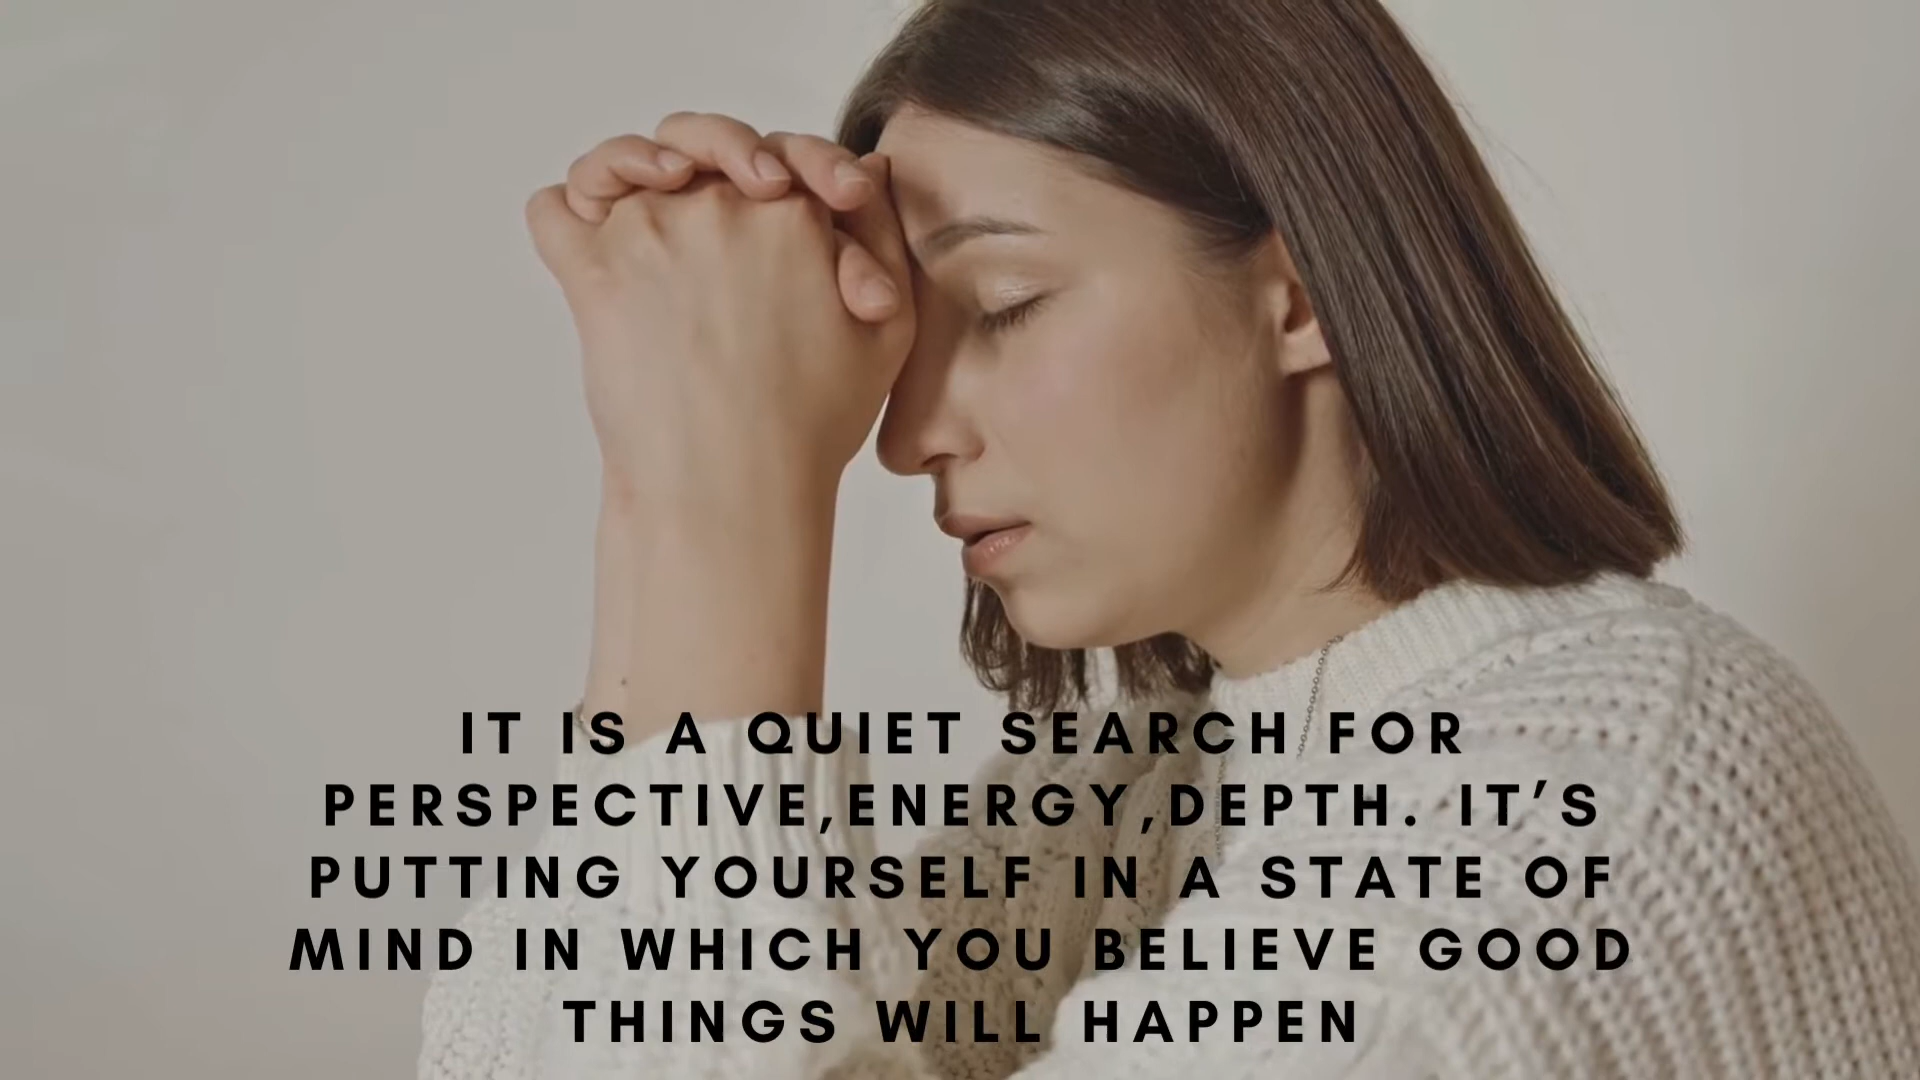 IT IS A QUIET SEARCH FOR
PERSPECTIVE,ENERGY,DEPTH. IT’S
PUTTING YOURSELF IN A STATE OF
MIND IN WHICH YOU BELIEVE GOOD
THINGS WILL HAPPEN